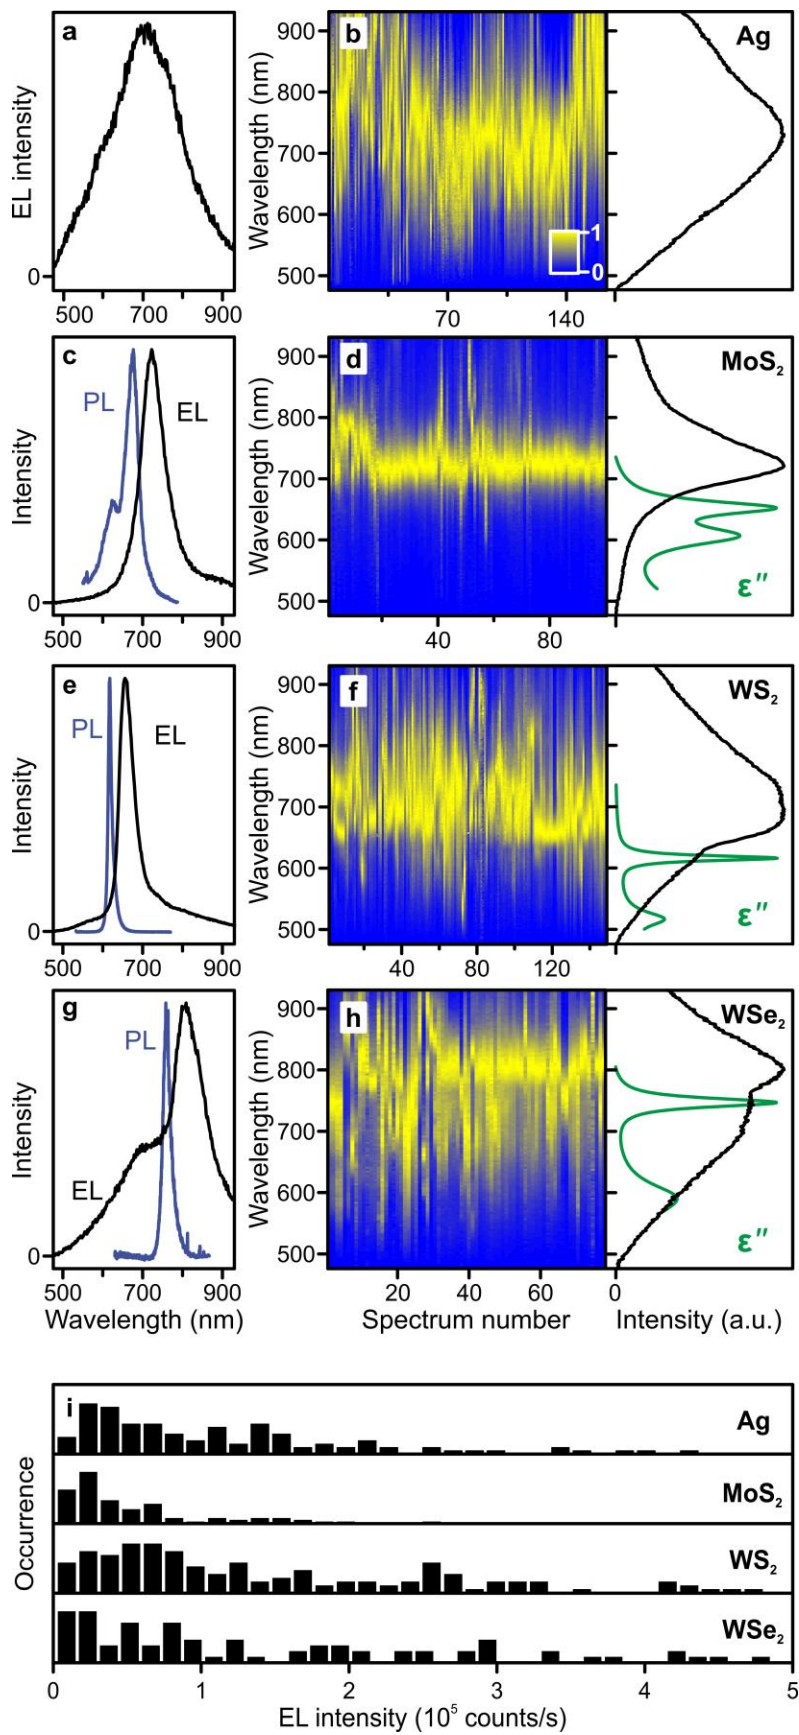 a
EL intensity
0
500 700 900
b
Wavelength (nm)
900
800
700
600
500
1
0
70 140
Ag
c
PL
EL
Intensity
0
500 700 900
d
Wavelength (nm)
900
800
700
600
500
40 80
MoS₂
ε″
e
PL
EL
Intensity
0
500 700 900
f
Wavelength (nm)
900
800
700
600
500
40 80 120
WS₂
ε″
g
PL
EL
Intensity
0
500 700 900
Wavelength (nm)
h
Wavelength (nm)
900
800
700
600
500
20 40 60
Spectrum number
WSe₂
ε″
0
Intensity (a.u.)
i
Occurrence
Ag
MoS₂
WS₂
WSe₂
0 1 2 3 4 5
EL intensity (10⁵ counts/s)